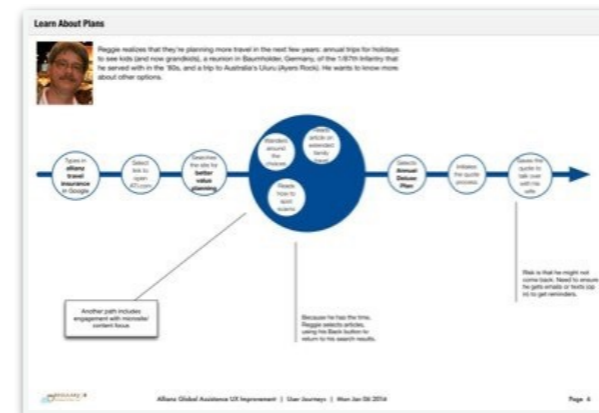 Learn About Plans
Reggie realizes that they're planning more travel in the next few years: annual trips for holidays
to see kids (and now grandkids), a reunion in Baumholder, Germany, of the 1/87th Infantry that
he served with in the '80s, and a trip to Australia's Uluru (Ayers Rock). He wants to know more
about other options.
Types in
allianz
travel
insurance
in Google
Select
link to
open
Searches
the site for
better
value
planning
Wanders
around
the
choices
Reads
article on
extended
family
travel
Reads
how to
spot
scams
Selects
Annual
Deluxe
Plan
Initiates
the quote
process
Saves the
quote to
talk over
with his
wife
Another path includes
engagement with microsite/
content focus
Because he has the time,
Reggie selects articles,
using his Back button to
return to his search results.
Risk is that he might not
come back. Need to ensure
he gets emails or texts (op
in) to get reminders.
Allianz Global Assistance UX Improvement | User Journeys | Mon Jan 06 2014
Page 6